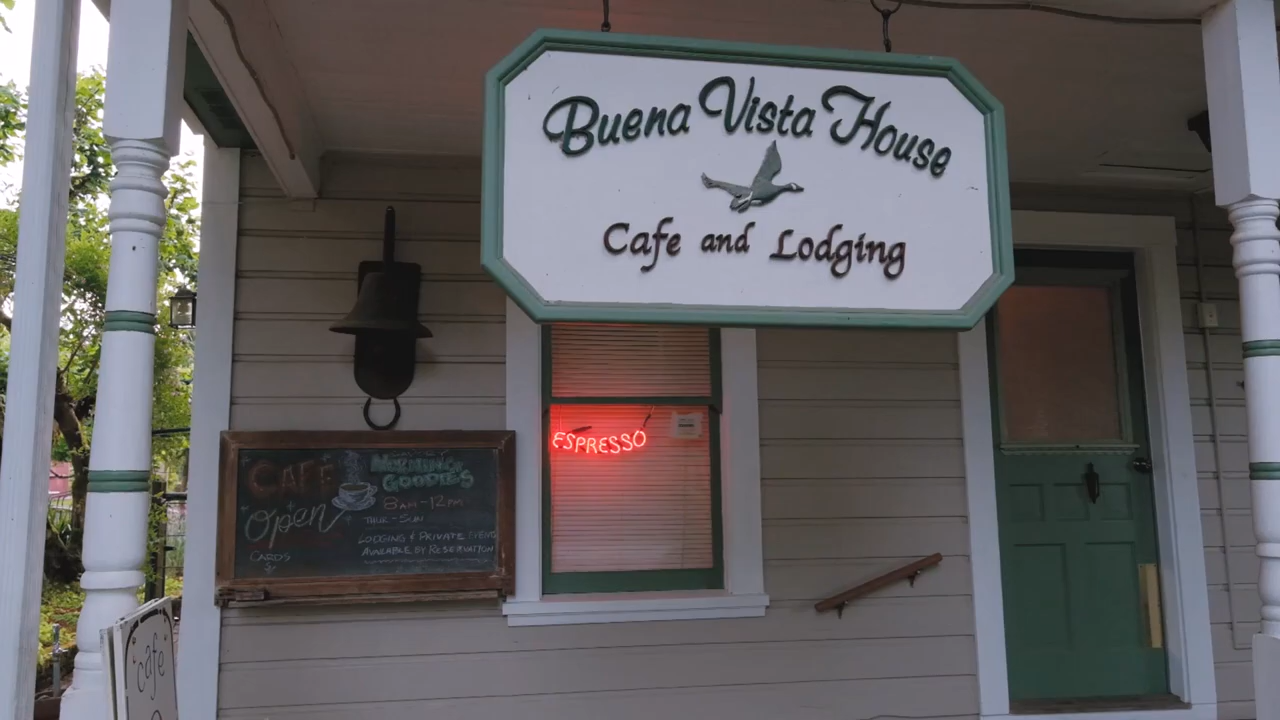 Buena Vista House
Cafe and Lodging
ESPRESSO
CAFE
Open
CARDS
MORNING
GOODIES
8AM-12PM
THUR-SUN
LODGING & PRIVATE EVENTS
AVAILABLE BY RESERVATION
cafe